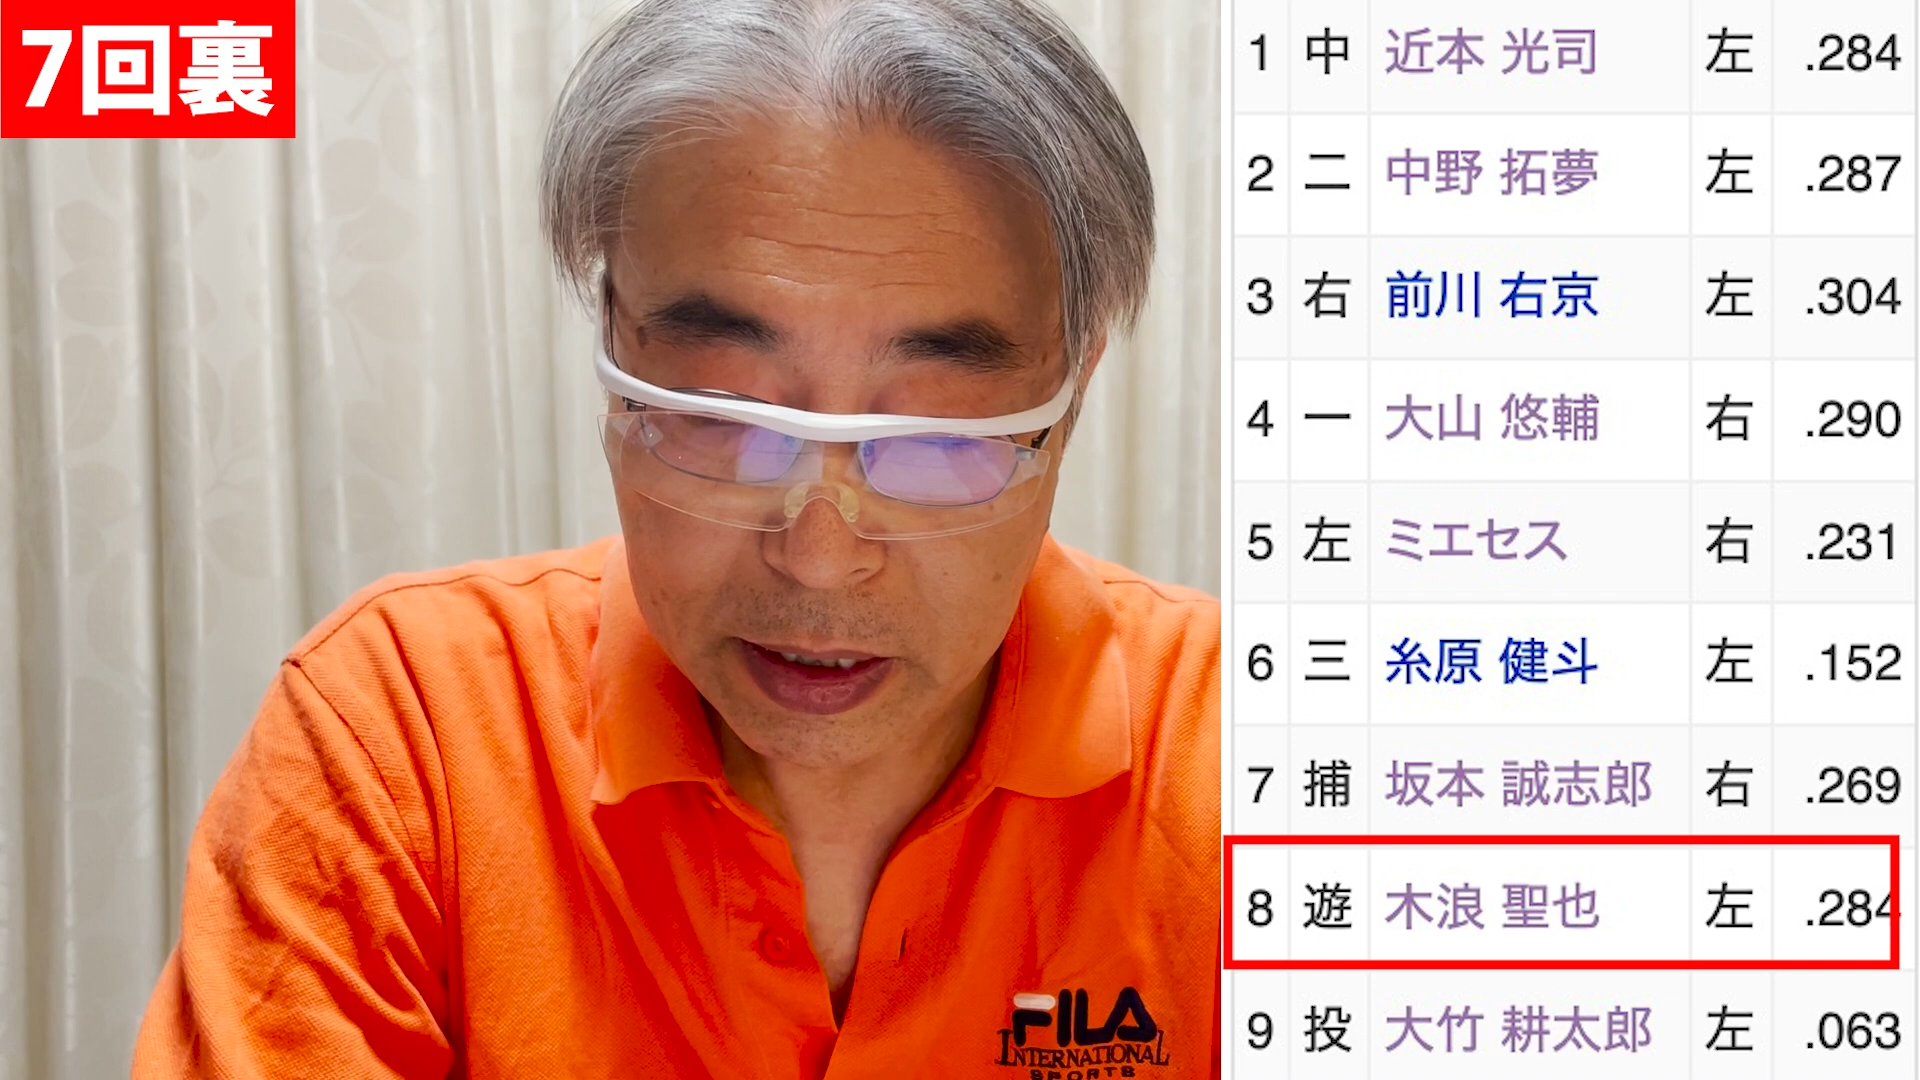 7回裏
1 中 近本 光司 左 .284
2 二 中野 拓夢 左 .287
3 右 前川 右京 左 .304
4 一 大山 悠輔 右 .290
5 左 ミエセス 右 .231
6 三 糸原 健斗 左 .152
7 捕 坂本 誠志郎 右 .269
8 遊 木浪 聖也 左 .284
9 投 大竹 耕太郎 左 .063
FILA
INTERNATIONAL
SPORTS